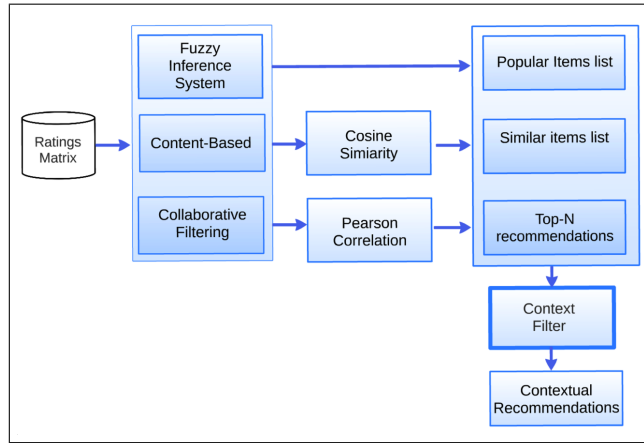 Fuzzy
Inference
System
Popular Items list
Ratings
Matrix
Content-Based
Cosine
Simiarity
Similar items list
Collaborative
Filtering
Pearson
Correlation
Top-N
recommendations
Context
Filter
Contextual
Recommendations